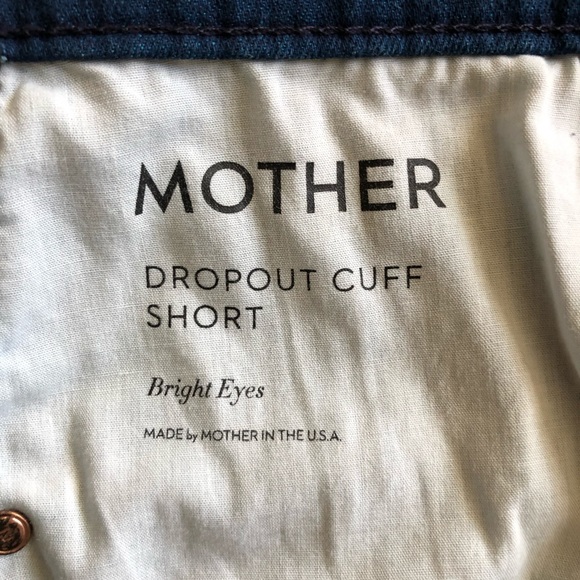 MOTHER
DROPOUT CUFF
SHORT
Bright Eyes
MADE by MOTHER IN THE U.S.A.